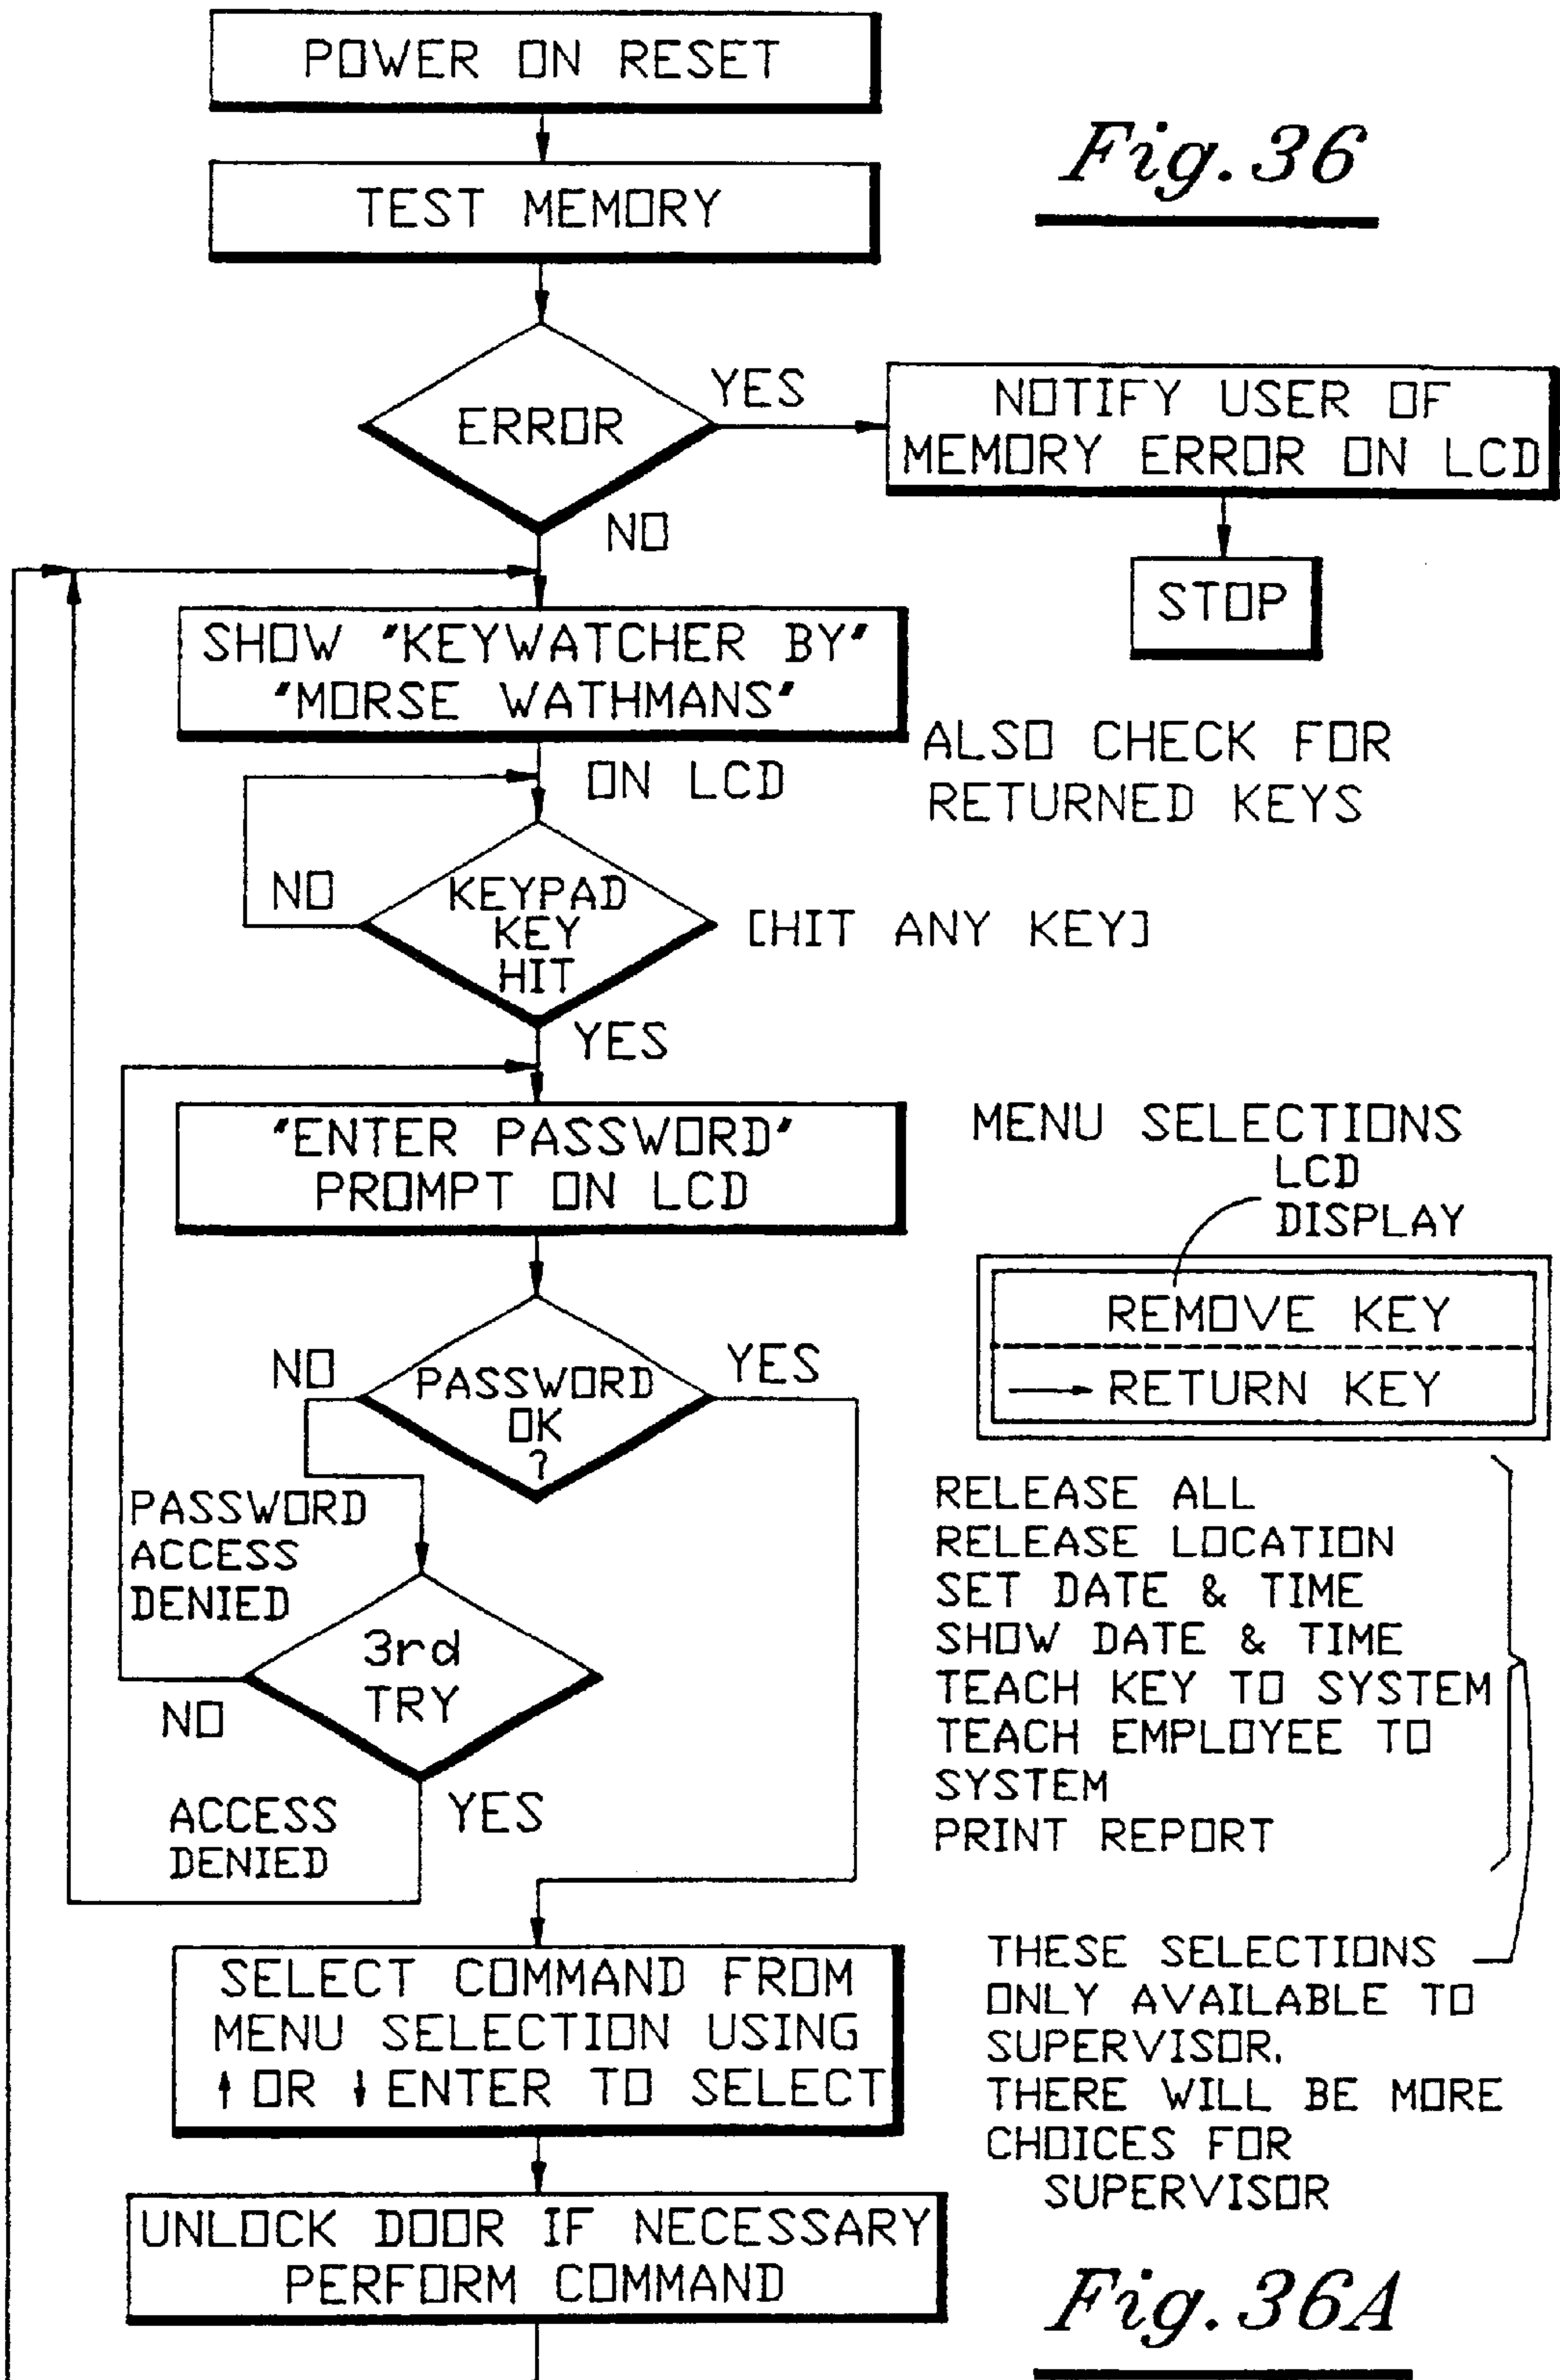 POWER ON RESET
Fig. 36
TEST MEMORY
ERROR
YES
NOTIFY USER OF
MEMORY ERROR ON LCD
NO
STOP
SHOW "KEYWATCHER BY"
"MORSE WATHMANS"
ON LCD
ALSO CHECK FOR
RETURNED KEYS
NO
KEYPAD
KEY
HIT
[HIT ANY KEY]
YES
"ENTER PASSWORD"
PROMPT ON LCD
NO
PASSWORD
OK
?
YES
PASSWORD
ACCESS
DENIED
3rd
TRY
NO
ACCESS
DENIED
YES
SELECT COMMAND FROM
MENU SELECTION USING
↑ OR ↓ ENTER TO SELECT
UNLOCK DOOR IF NECESSARY
PERFORM COMMAND
MENU SELECTIONS
LCD
DISPLAY
REMOVE KEY
→ RETURN KEY
RELEASE ALL
RELEASE LOCATION
SET DATE & TIME
SHOW DATE & TIME
TEACH KEY TO SYSTEM
TEACH EMPLOYEE TO
SYSTEM
PRINT REPORT
THESE SELECTIONS
ONLY AVAILABLE TO
SUPERVISOR.
THERE WILL BE MORE
CHOICES FOR
SUPERVISOR
Fig. 36A